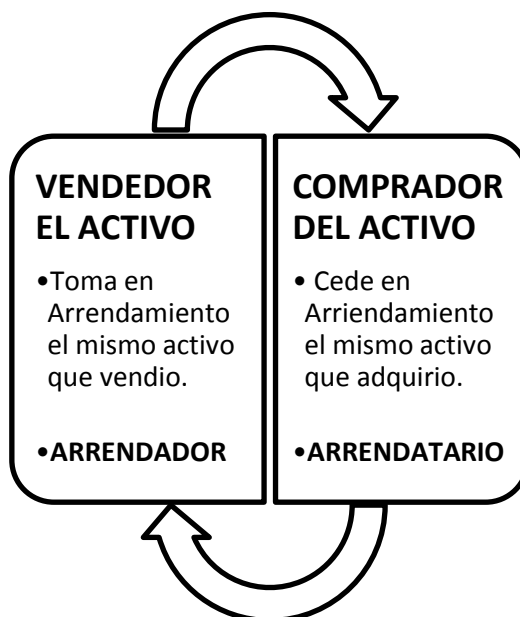 VENDEDOR
EL ACTIVO
•Toma en
Arrendamiento
el mismo activo
que vendio.
•ARRENDADOR
COMPRADOR
DEL ACTIVO
• Cede en
Arriendamiento
el mismo activo
que adquirio.
•ARRENDATARIO